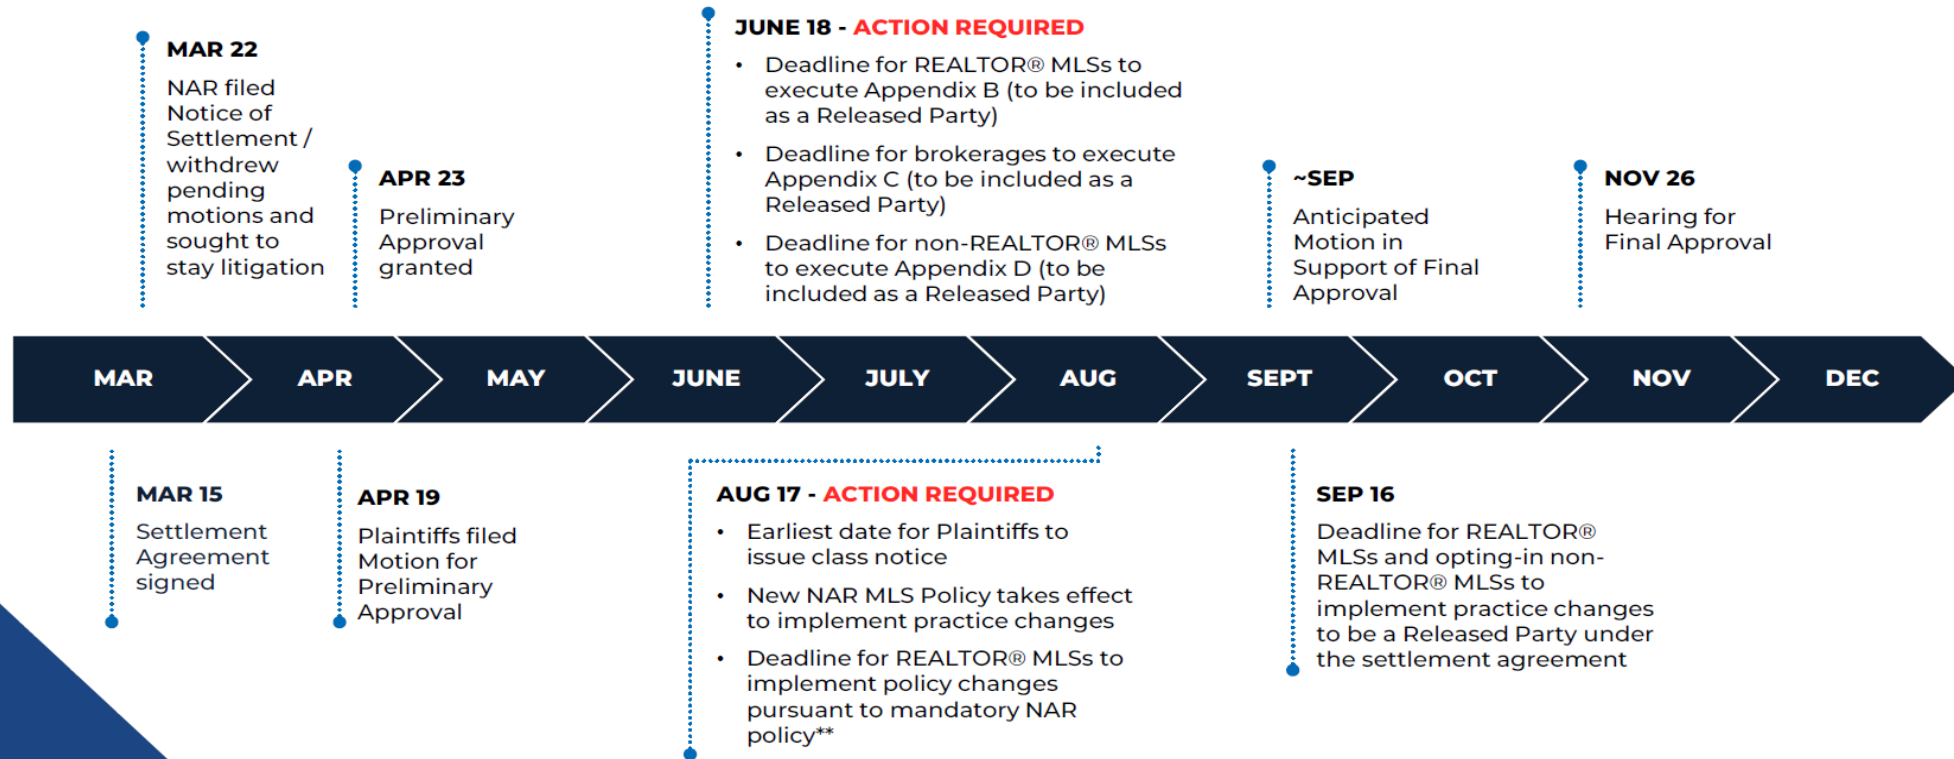 MAR 22
NAR filed
Notice of
Settlement /
withdrew
pending
motions and
sought to
stay litigation
APR 23
Preliminary
Approval
granted
JUNE 18 - ACTION REQUIRED
• Deadline for REALTOR® MLSs to
execute Appendix B (to be included
as a Released Party)
• Deadline for brokerages to execute
Appendix C (to be included as a
Released Party)
• Deadline for non-REALTOR® MLSs
to execute Appendix D (to be
included as a Released Party)
~SEP
Anticipated
Motion in
Support of Final
Approval
NOV 26
Hearing for
Final Approval
MAR APR MAY JUNE JULY AUG SEPT OCT NOV DEC
MAR 15
Settlement
Agreement
signed
APR 19
Plaintiffs filed
Motion for
Preliminary
Approval
AUG 17 - ACTION REQUIRED
• Earliest date for Plaintiffs to
issue class notice
• New NAR MLS Policy takes effect
to implement practice changes
• Deadline for REALTOR® MLSs to
implement policy changes
pursuant to mandatory NAR
policy**
SEP 16
Deadline for REALTOR®
MLSs and opting-in non-
REALTOR® MLSs to
implement practice changes
to be a Released Party under
the settlement agreement